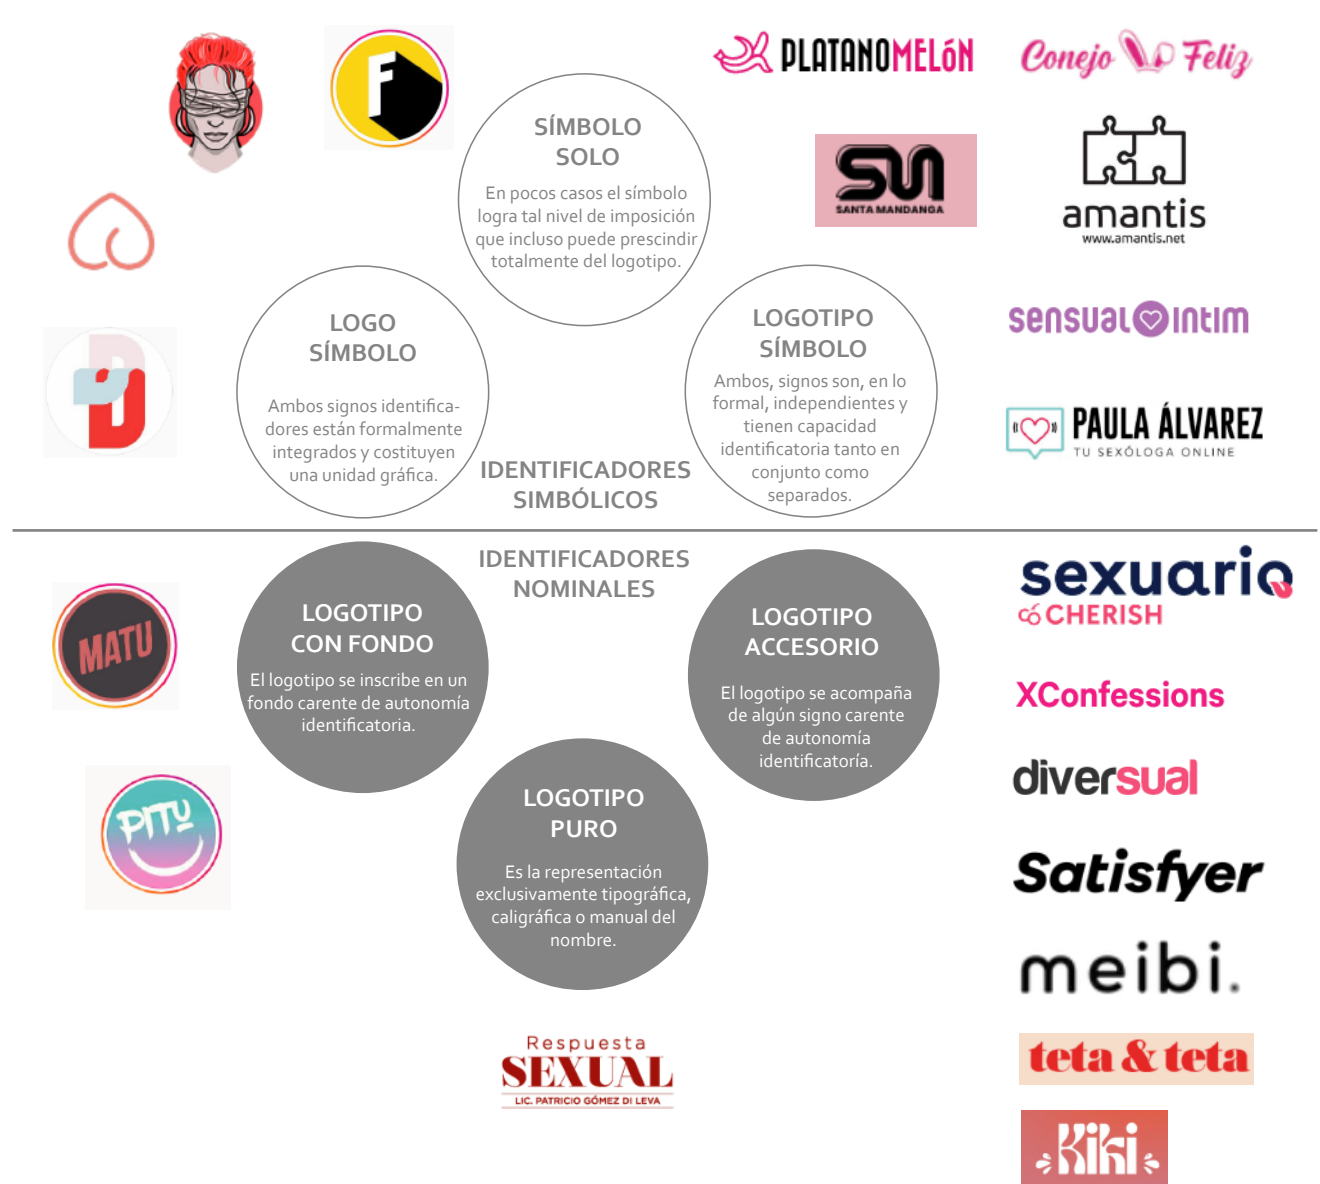 F
PLATANOMELÓN
Conejo Feliz
SÍMBOLO
SOLO
En pocos casos el símbolo
logra tal nivel de imposición
que incluso puede prescindir
totalmente del logotipo.
SM
SANTA MANDANGA
amantis
www.amantis.net
LOGO
SÍMBOLO
Ambos signos identifica-
dores están formalmente
integrados y costituyen
una unidad gráfica.
LOGOTIPO
SÍMBOLO
Ambos, signos son, en lo
formal, independientes y
tienen capacidad
identificatoria tanto en
conjunto como
separados.
sensual intim
PAULA ÁLVAREZ
TU SEXÓLOGA ONLINE
IDENTIFICADORES
SIMBÓLICOS
IDENTIFICADORES
NOMINALES
MATU
LOGOTIPO
CON FONDO
El logotipo se inscribe en un
fondo carente de autonomía
identificatoria.
LOGOTIPO
ACCESORIO
El logotipo se acompaña
de algún signo carente
de autonomía
identificatoría.
sexuario
CHERISH
XConfessions
diversual
PITU
LOGOTIPO
PURO
Es la representación
exclusivamente tipográfica,
caligráfica o manual del
nombre.
Satisfyer
meibi.
Respuesta
SEXUAL
LIC. PATRICIO GÓMEZ DI LEVA
teta & teta
Kiki